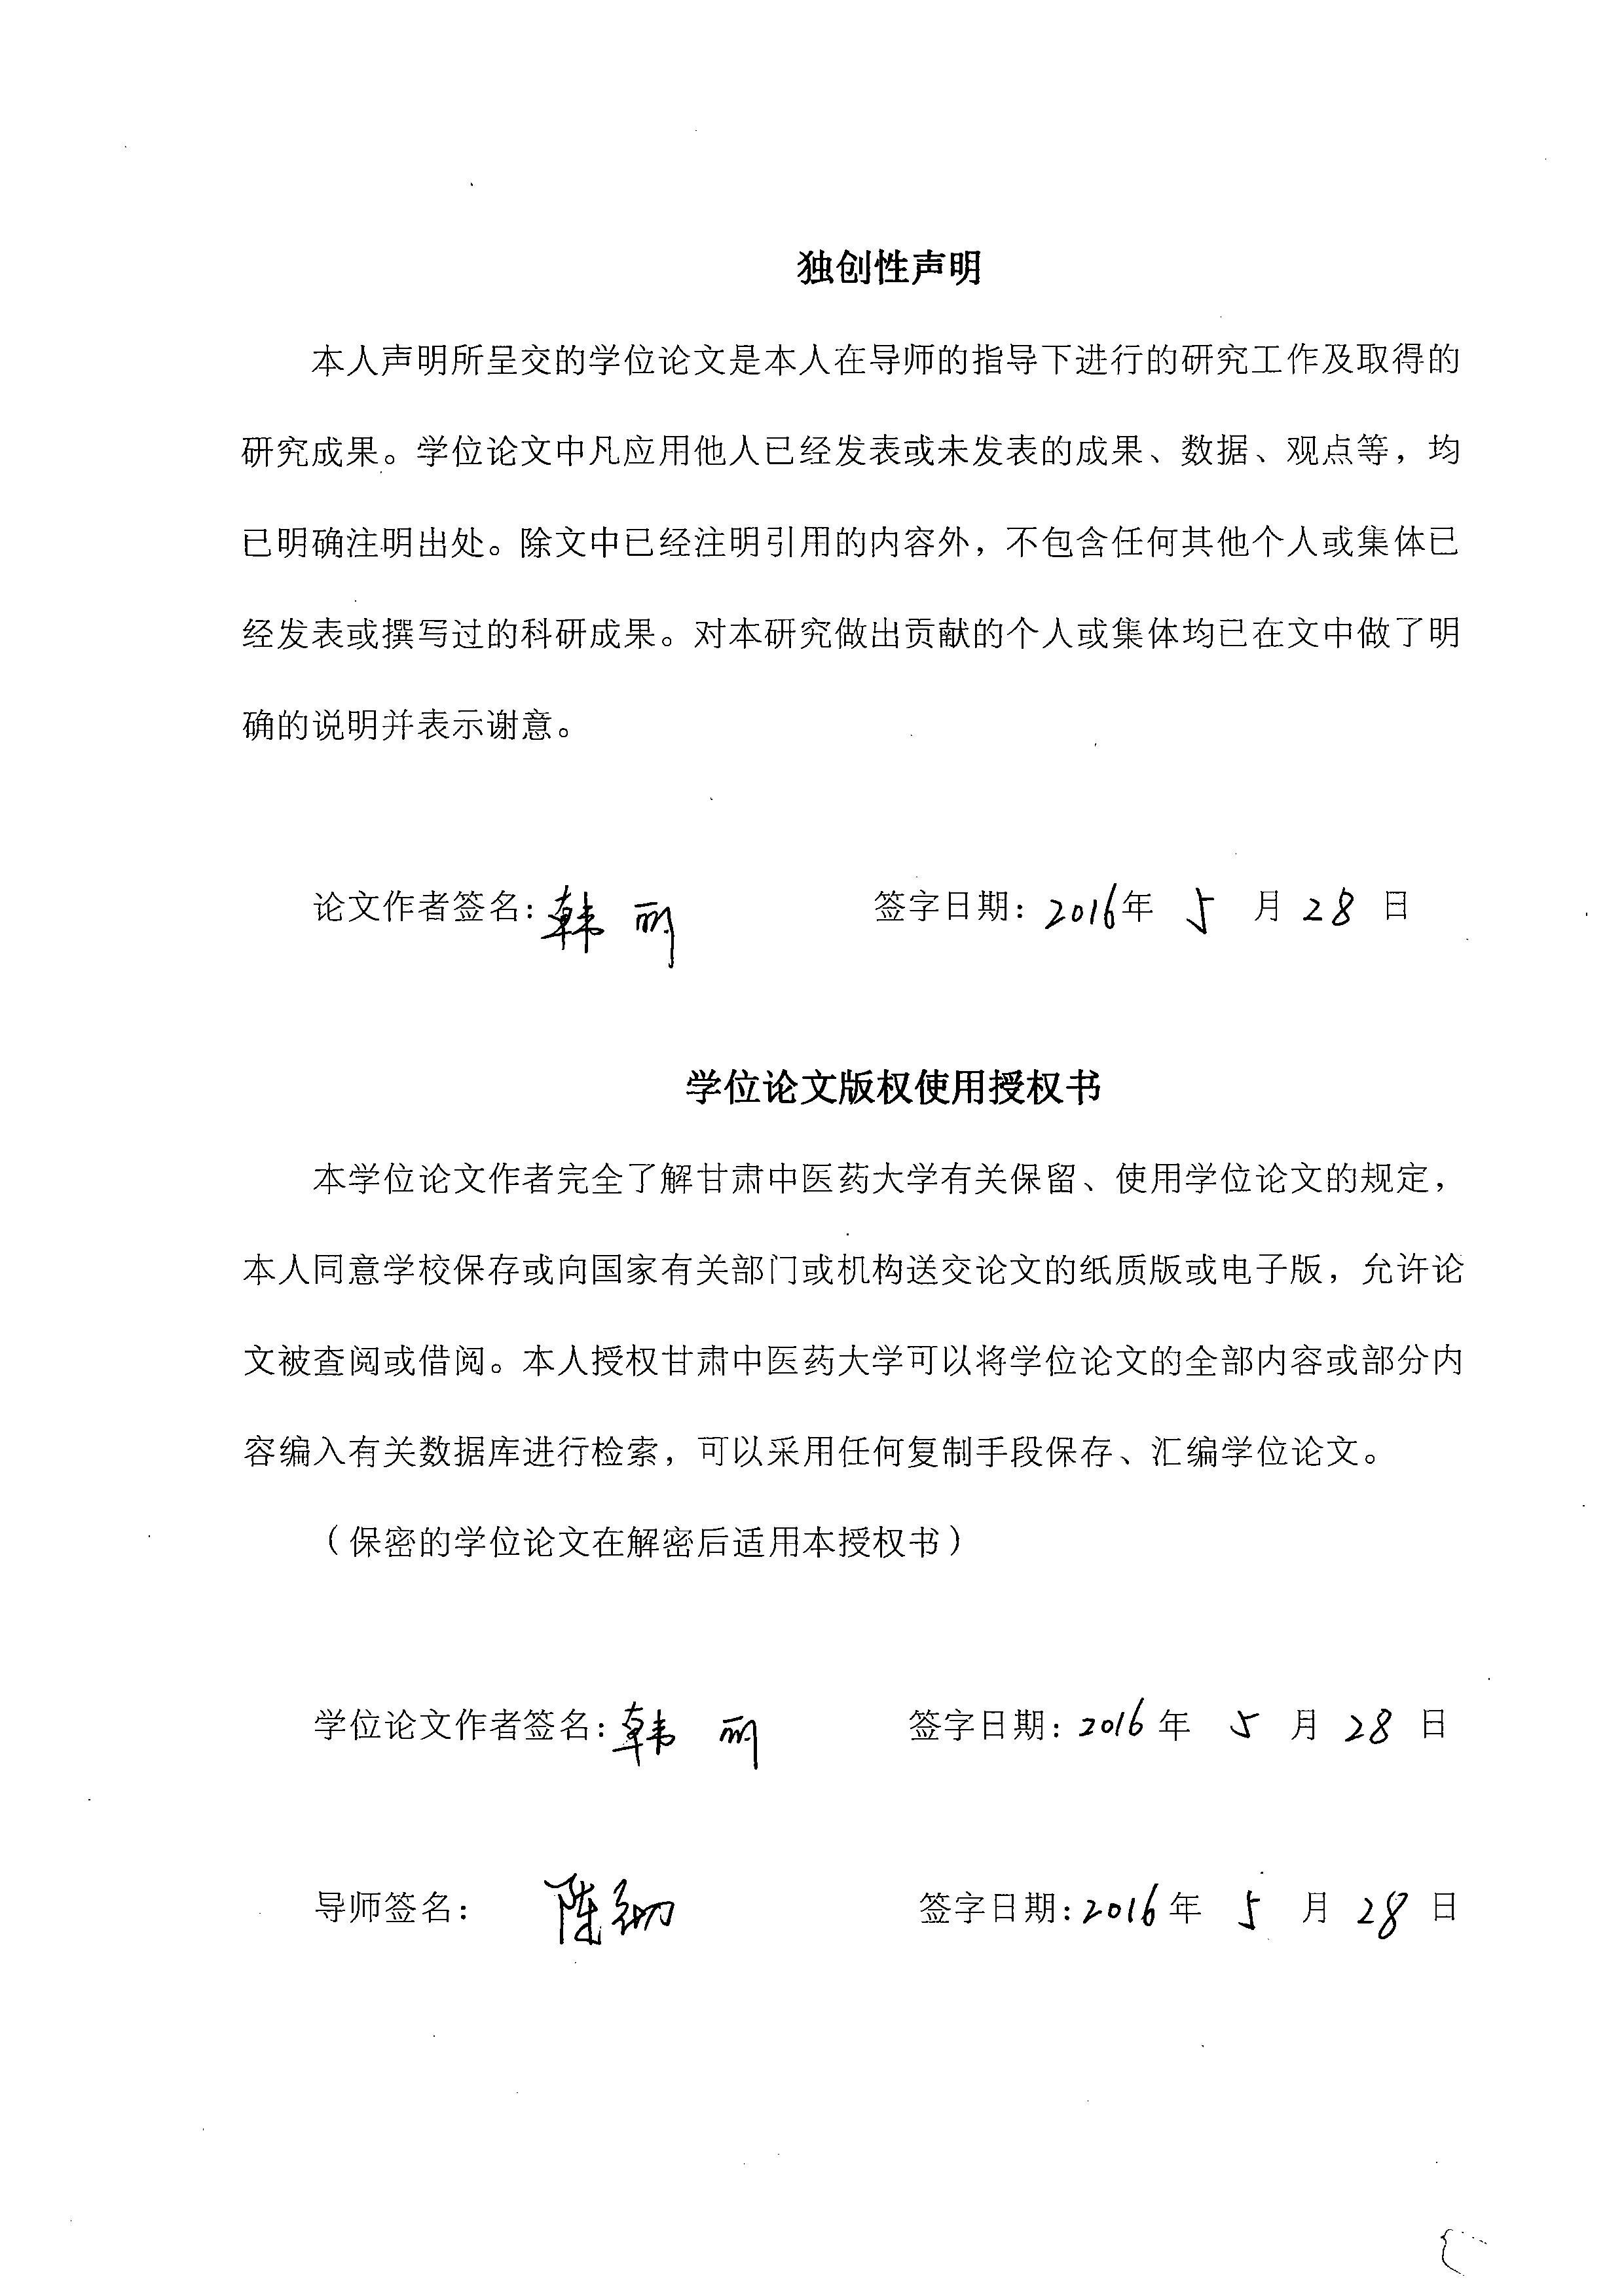 独创性声明
本人声明所呈交的学位论文是本人在导师的指导下进行的研究工作及取得的
研究成果。学位论文中凡应用他人已经发表或未发表的成果、数据、观点等，均
已明确注明出处。除文中已经注明引用的内容外，不包含任何其他个人或集体已
经发表或撰写过的科研成果。对本研究做出贡献的个人或集体均已在文中做了明
确的说明并表示谢意。
论文作者签名：韩丽 签字日期：2016年 5 月 28 日
学位论文版权使用授权书
本学位论文作者完全了解甘肃中医药大学有关保留、使用学位论文的规定，
本人同意学校保存或向国家有关部门或机构送交论文的纸质版或电子版，允许论
文被查阅或借阅。本人授权甘肃中医药大学可以将学位论文的全部内容或部分内
容编入有关数据库进行检索，可以采用任何复制手段保存、汇编学位论文。
（保密的学位论文在解密后适用本授权书）
学位论文作者签名：韩丽 签字日期：2016 年 5 月 28 日
导师签名： 陈 签字日期：2016 年 5 月 28 日